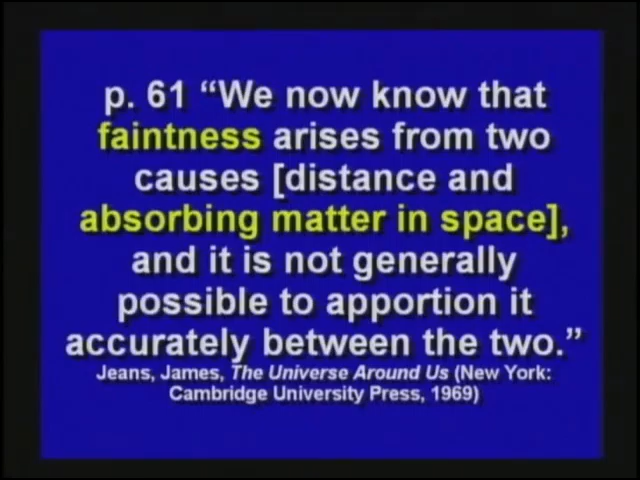 p. 61 “We now know that
faintness arises from two
causes [distance and
absorbing matter in space],
and it is not generally
possible to apportion it
accurately between the two.”
Jeans, James, The Universe Around Us (New York:
Cambridge University Press, 1969)